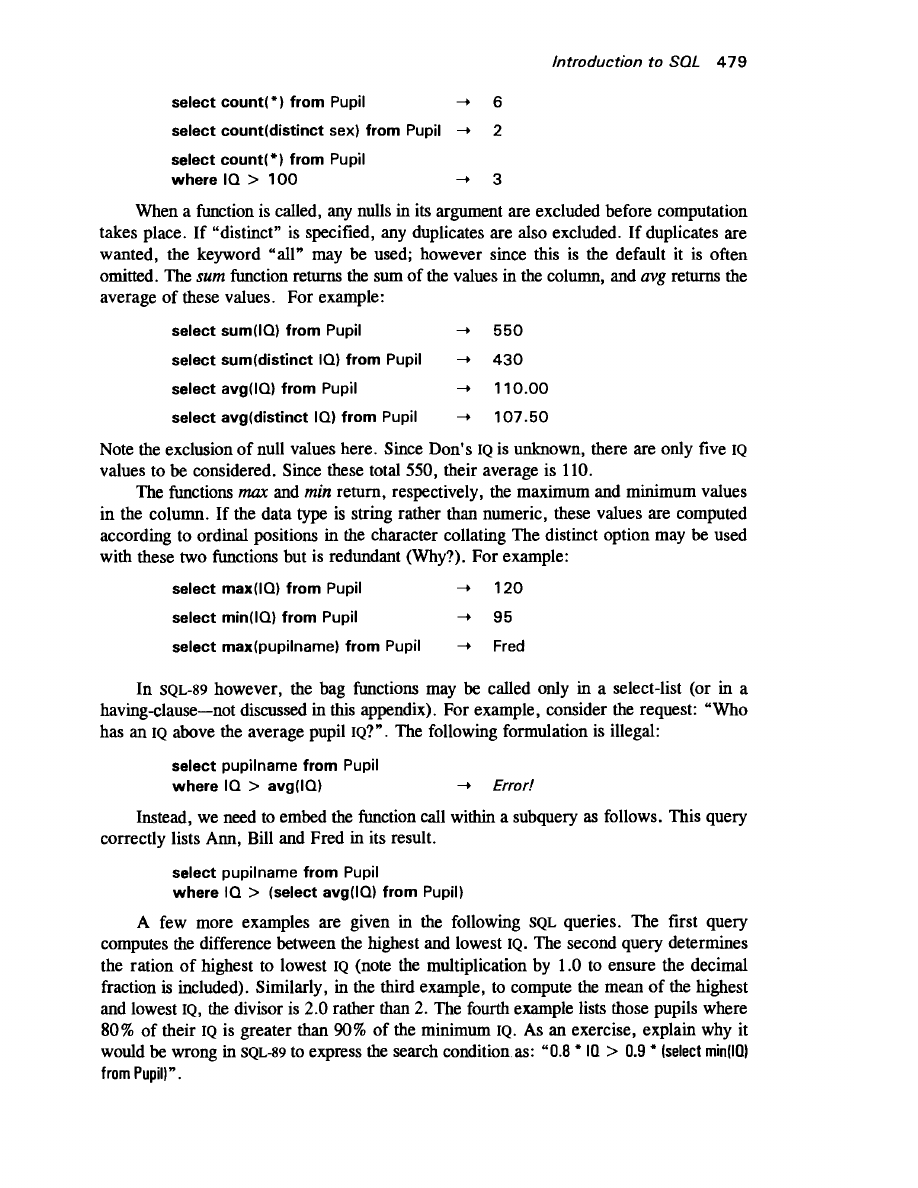 Introduction to SQL 479
select count(*) from Pupil → 6
select count(distinct sex) from Pupil → 2
select count(*) from Pupil
where IQ > 100 → 3
When a function is called, any nulls in its argument are excluded before computation
takes place. If “distinct” is specified, any duplicates are also excluded. If duplicates are
wanted, the keyword “all” may be used; however since this is the default it is often
omitted. The sum function returns the sum of the values in the column, and avg returns the
average of these values. For example:
select sum(IQ) from Pupil → 550
select sum(distinct IQ) from Pupil → 430
select avg(IQ) from Pupil → 110.00
select avg(distinct IQ) from Pupil → 107.50
Note the exclusion of null values here. Since Don's IQ is unknown, there are only five IQ
values to be considered. Since these total 550, their average is 110.
The functions max and min return, respectively, the maximum and minimum values
in the column. If the data type is string rather than numeric, these values are computed
according to ordinal positions in the character collating The distinct option may be used
with these two functions but is redundant (Why?). For example:
select max(IQ) from Pupil → 120
select min(IQ) from Pupil → 95
select max(pupilname) from Pupil → Fred
In SQL-89 however, the bag functions may be called only in a select-list (or in a
having-clause—not discussed in this appendix). For example, consider the request: “Who
has an IQ above the average pupil IQ?”. The following formulation is illegal:
select pupilname from Pupil
where IQ > avg(IQ) → Error!
Instead, we need to embed the function call within a subquery as follows. This query
correctly lists Ann, Bill and Fred in its result.
select pupilname from Pupil
where IQ > (select avg(IQ) from Pupil)
A few more examples are given in the following SQL queries. The first query
computes the difference between the highest and lowest IQ. The second query determines
the ration of highest to lowest IQ (note the multiplication by 1.0 to ensure the decimal
fraction is included). Similarly, in the third example, to compute the mean of the highest
and lowest IQ, the divisor is 2.0 rather than 2. The fourth example lists those pupils where
80% of their IQ is greater than 90% of the minimum IQ. As an exercise, explain why it
would be wrong in SQL-89 to express the search condition as: “0.8 * IQ > 0.9 * (select min(IQ)
from Pupil)”.